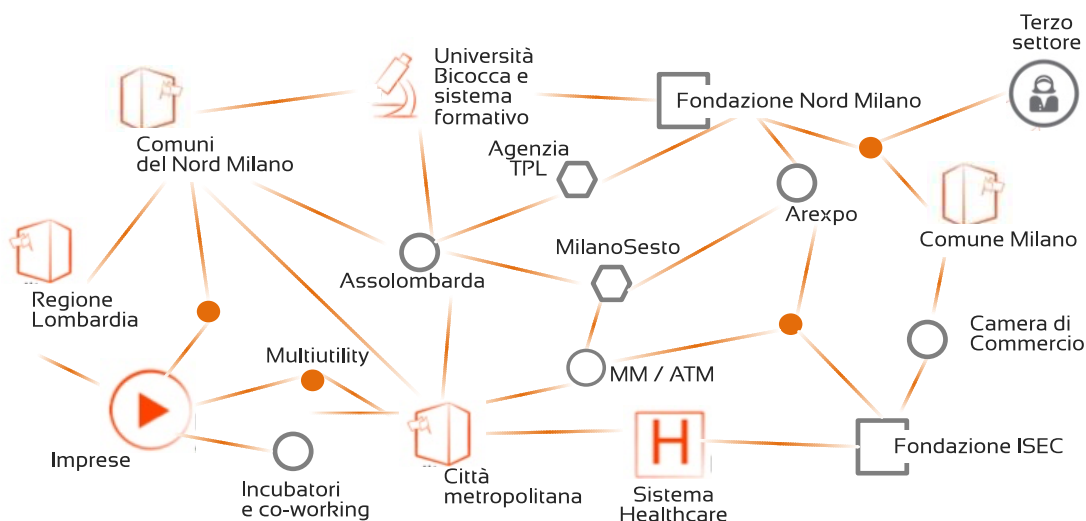 Terzo
settore
Università
Bicocca e
sistema
formativo
Fondazione Nord Milano
Comuni
del Nord Milano
Agenzia
TPL
Arexpo
Comune Milano
MilanoSesto
Assolombarda
Regione
Lombardia
Camera di
Commercio
Multiutility
MM / ATM
H
Imprese
Fondazione ISEC
Città
metropolitana
Incubatori
e co-working
Sistema
Healthcare